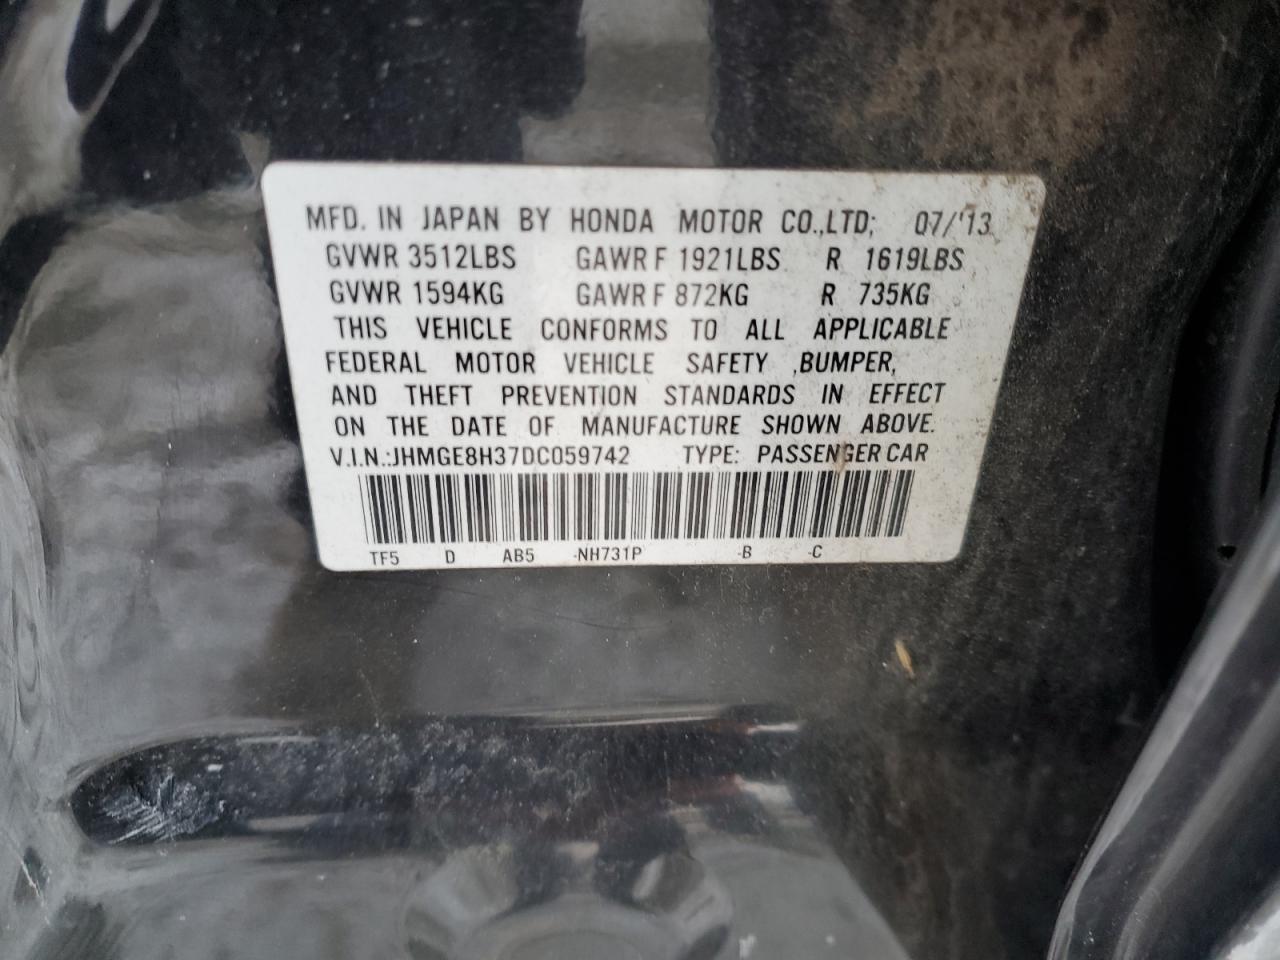 MFD. IN JAPAN BY HONDA MOTOR CO.,LTD; 07/'13
GVWR 3512LBS GAWR F 1921LBS R 1619LBS
GVWR 1594KG GAWR F 872KG R 735KG
THIS VEHICLE CONFORMS TO ALL APPLICABLE
FEDERAL MOTOR VEHICLE SAFETY ,BUMPER,
AND THEFT PREVENTION STANDARDS IN EFFECT
ON THE DATE OF MANUFACTURE SHOWN ABOVE.
V.I.N.:JHMGE8H37DC059742 TYPE: PASSENGER CAR
TF5 D AB5 -NH731P -B -C